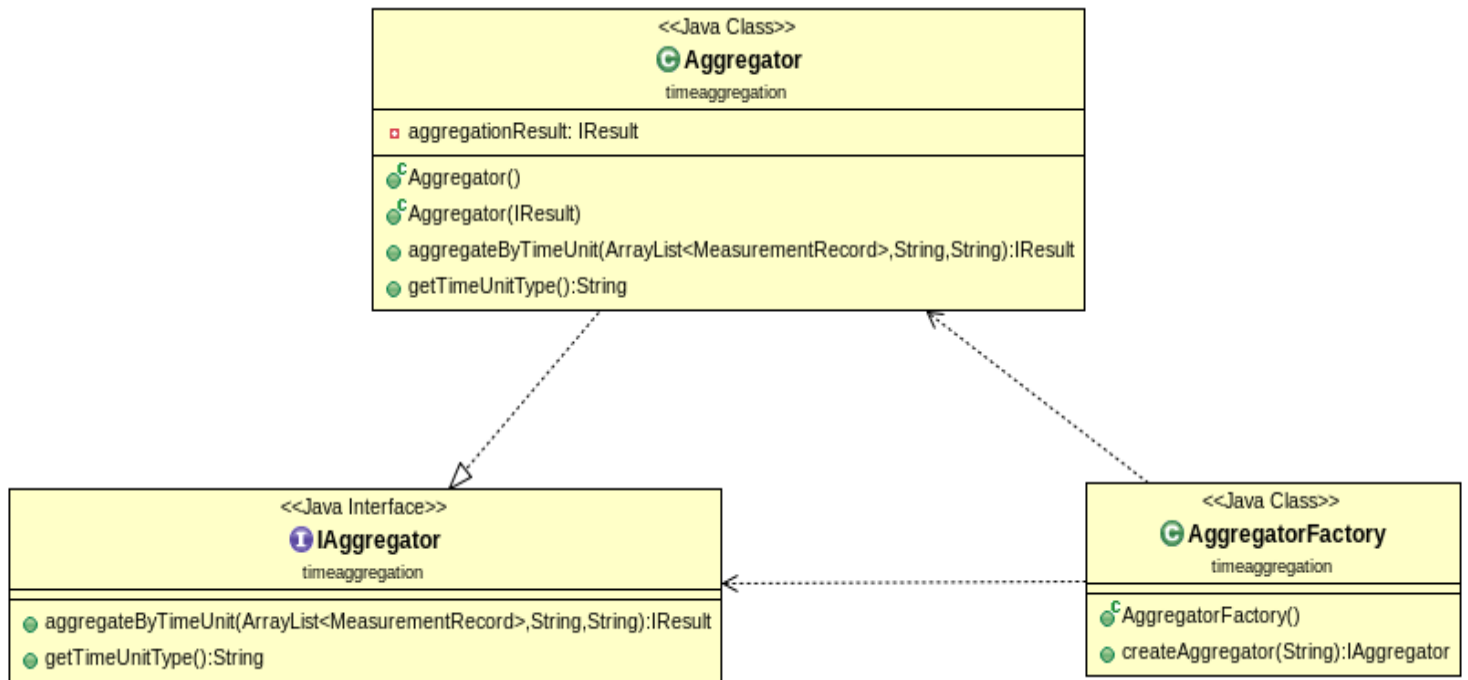 <<Java Class>>
Aggregator
timeaggregation
aggregationResult: IResult
Aggregator()
Aggregator(IResult)
aggregateByTimeUnit(ArrayList<MeasurementRecord>,String,String):IResult
getTimeUnitType():String
<<Java Interface>>
IAggregator
timeaggregation
aggregateByTimeUnit(ArrayList<MeasurementRecord>,String,String):IResult
getTimeUnitType():String
<<Java Class>>
AggregatorFactory
timeaggregation
AggregatorFactory()
createAggregator(String):IAggregator